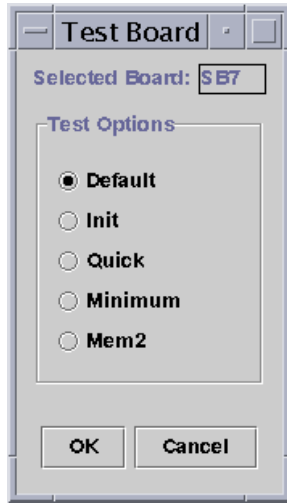 Test Board
Selected Board: SB7
Test Options
Default
Init
Quick
Minimum
Mem2
OK Cancel